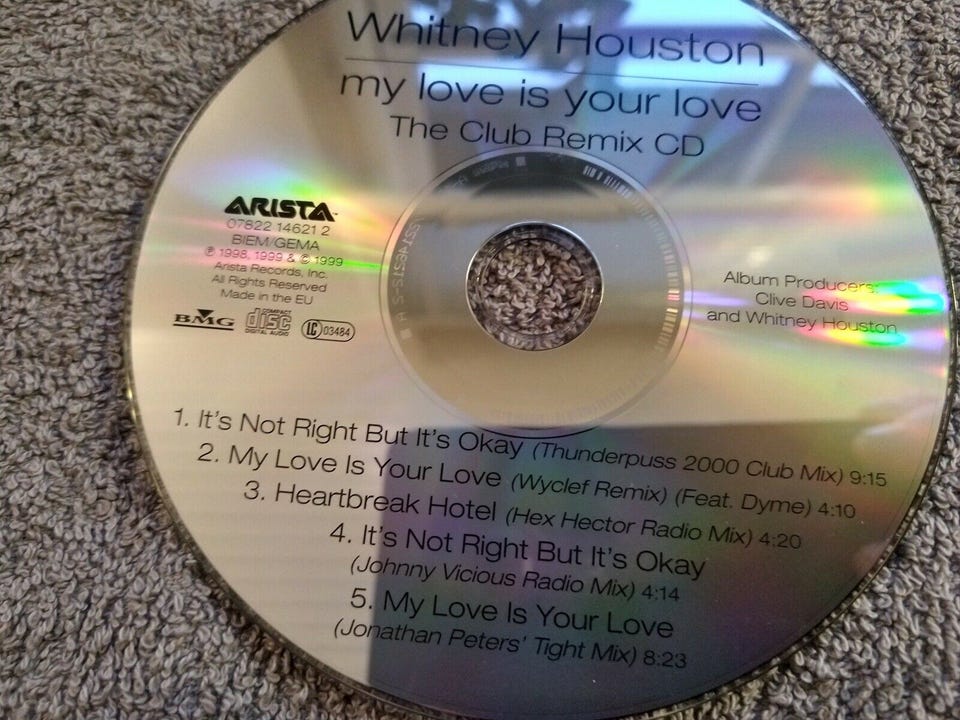 Whitney Houston
my love is your love
The Club Remix CD
ARISTA™
07822 14621 2
BIEM/GEMA
℗ 1998, 1999 & © 1999
Arista Records, Inc.
All Rights Reserved
Made in the EU
BMG
COMPACT
disc
DIGITAL AUDIO
LC 03484
Album Producers:
Clive Davis
and Whitney Houston
1. It's Not Right But It's Okay (Thunderpuss 2000 Club Mix) 9:15
2. My Love Is Your Love (Wyclef Remix) (Feat. Dyme) 4:10
3. Heartbreak Hotel (Hex Hector Radio Mix) 4:20
4. It's Not Right But It's Okay
(Johnny Vicious Radio Mix) 4:14
5. My Love Is Your Love
(Jonathan Peters' Tight Mix) 8:23